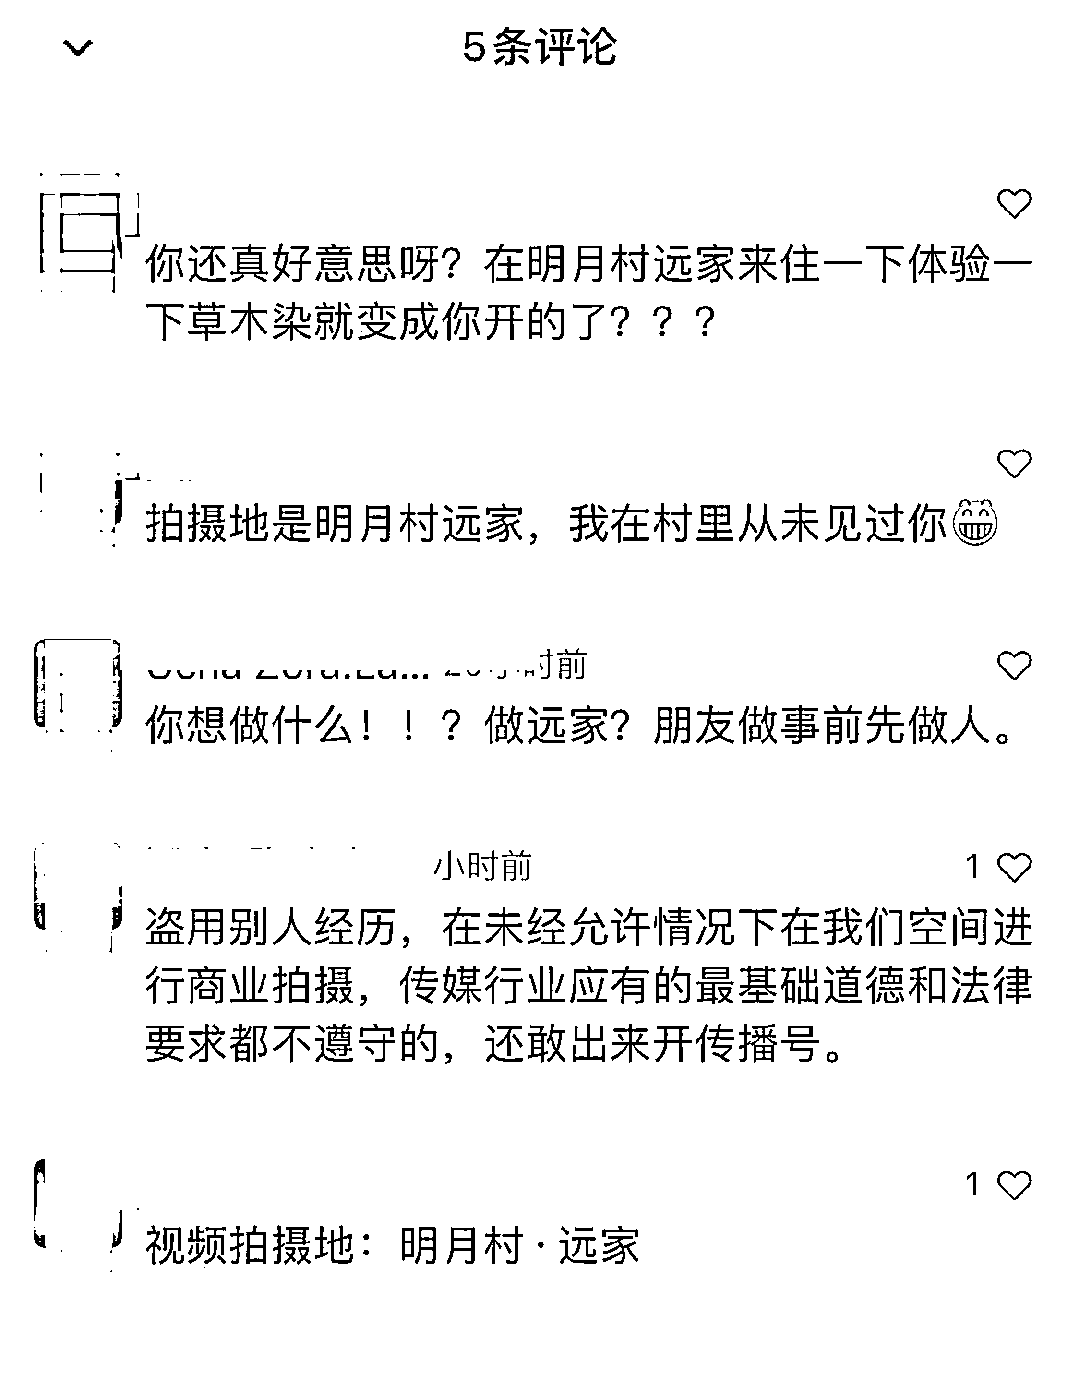 5条评论
你还真好意思呀？在明月村远家来住一下体验一
下草木染就变成你开的了？？？
拍摄地是明月村远家，我在村里从未见过你😁
时前
你想做什么！！？做远家？朋友做事前先做人。
小时前 1
盗用别人经历，在未经允许情况下在我们空间进
行商业拍摄，传媒行业应有的最基础道德和法律
要求都不遵守的，还敢出来开传播号。
1
视频拍摄地：明月村·远家